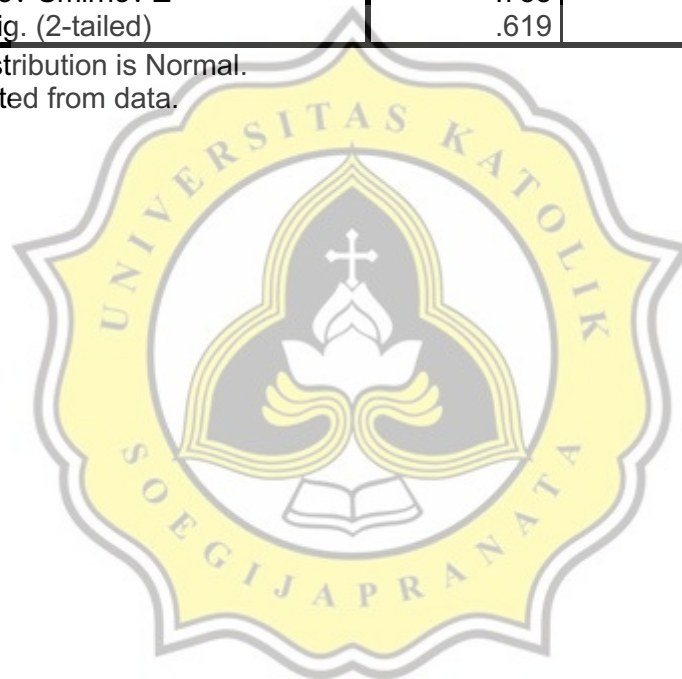 ig. (2-tailed) .619
stribution is Normal.
ted from data.
UNIVERSITAS KATOLIK
SOEGIJAPRANATA